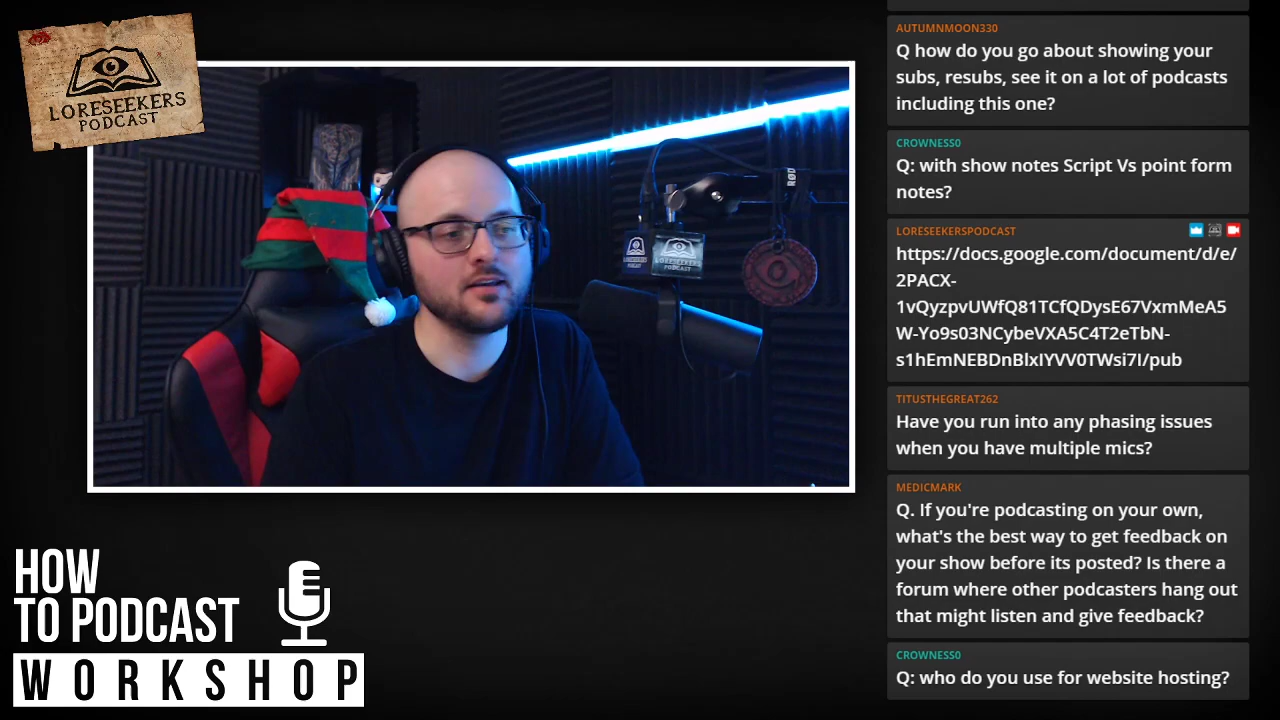 LORESEEKERS
PODCAST
RØD
LORESEEKERS
PODCAST
HOW
TO PODCAST
WORKSHOP
AUTUMNMOON330
Q how do you go about showing your
subs, resubs, see it on a lot of podcasts
including this one?
CROWNESS0
Q: with show notes Script Vs point form
notes?
LORESEEKERSPODCAST
https://docs.google.com/document/d/e/
2PACX-
1vQyzpvUWfQ81TCfQDysE67VxmMeA5
W-Yo9s03NCybeVXA5C4T2eTbN-
s1hEmNEBDnBlxIYVV0TWsi7I/pub
TITUSTHEGREAT262
Have you run into any phasing issues
when you have multiple mics?
MEDICMARK
Q. If you're podcasting on your own,
what's the best way to get feedback on
your show before its posted? Is there a
forum where other podcasters hang out
that might listen and give feedback?
CROWNESS0
Q: who do you use for website hosting?